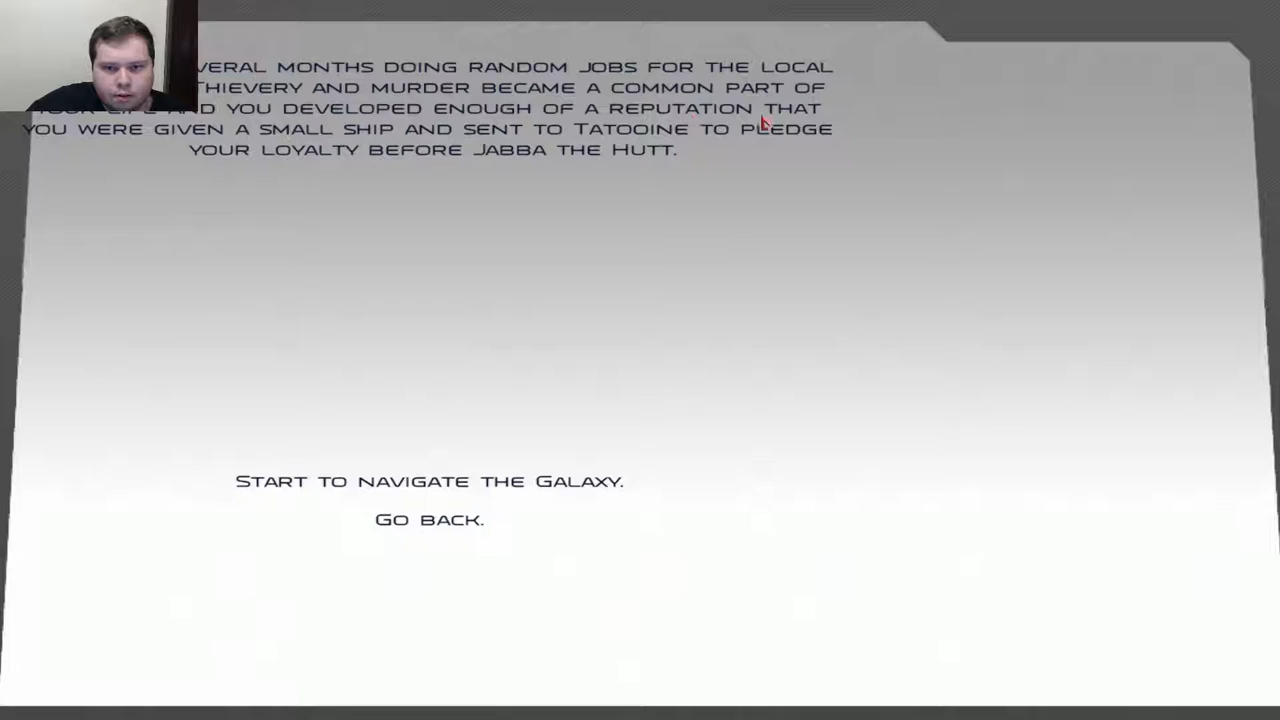 VERAL MONTHS DOING RANDOM JOBS FOR THE LOCAL
THIEVERY AND MURDER BECAME A COMMON PART OF
AND YOU DEVELOPED ENOUGH OF A REPUTATION THAT
YOU WERE GIVEN A SMALL SHIP AND SENT TO TATOOINE TO PLEDGE
YOUR LOYALTY BEFORE JABBA THE HUTT.
START TO NAVIGATE THE GALAXY.
GO BACK.